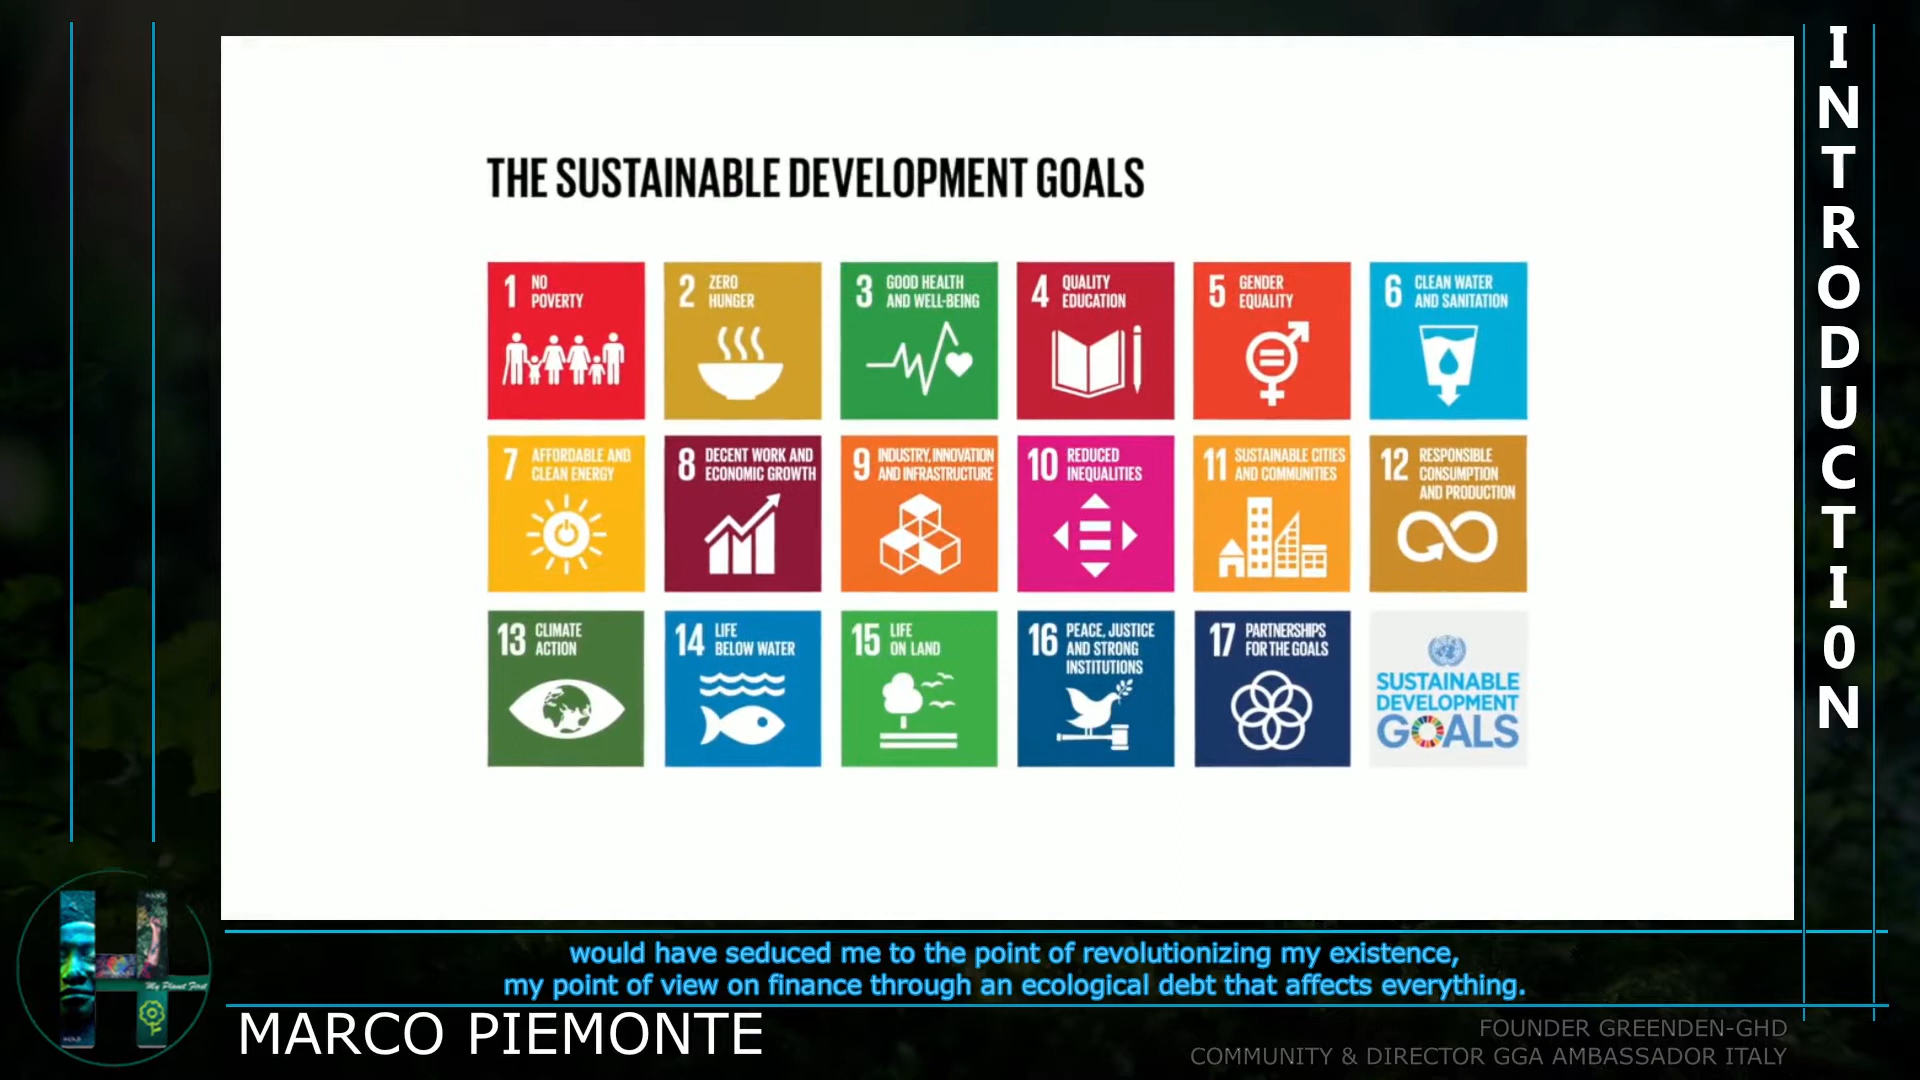 THE SUSTAINABLE DEVELOPMENT GOALS
1 NO
POVERTY
2 ZERO
HUNGER
3 GOOD HEALTH
AND WELL-BEING
4 QUALITY
EDUCATION
5 GENDER
EQUALITY
6 CLEAN WATER
AND SANITATION
7 AFFORDABLE AND
CLEAN ENERGY
8 DECENT WORK AND
ECONOMIC GROWTH
9 INDUSTRY, INNOVATION
AND INFRASTRUCTURE
10 REDUCED
INEQUALITIES
11 SUSTAINABLE CITIES
AND COMMUNITIES
12 RESPONSIBLE
CONSUMPTION
AND PRODUCTION
13 CLIMATE
ACTION
14 LIFE
BELOW WATER
15 LIFE
ON LAND
16 PEACE, JUSTICE
AND STRONG
INSTITUTIONS
17 PARTNERSHIPS
FOR THE GOALS
SUSTAINABLE
DEVELOPMENT
GOALS
INTRODUCTI0N
would have seduced me to the point of revolutionizing my existence,
my point of view on finance through an ecological debt that affects everything.
H
My Planet First
MARCO PIEMONTE
FOUNDER GREENDEN-GHD
COMMUNITY & DIRECTOR GGA AMBASSADOR ITALY